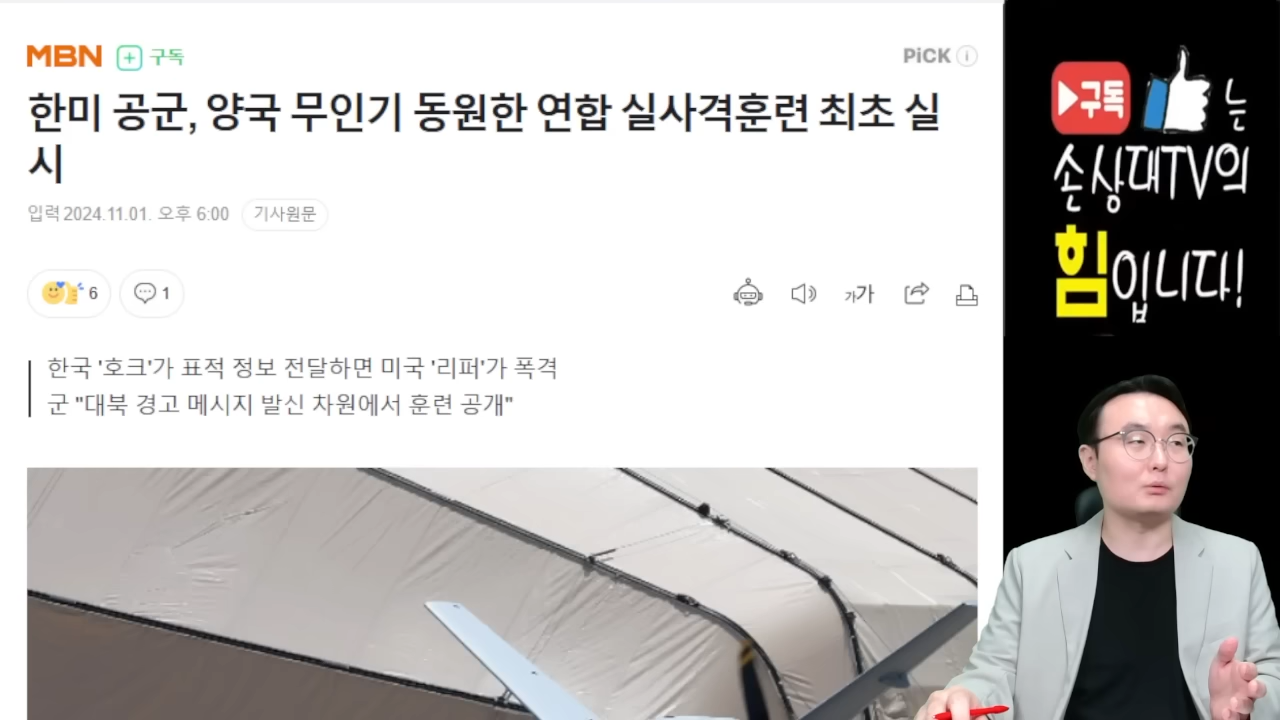 MBN 구독
PiCK
한미 공군, 양국 무인기 동원한 연합 실사격훈련 최초 실
시
입력 2024.11.01. 오후 6:00 기사원문
6 1
가가
한국 '호크'가 표적 정보 전달하면 미국 '리퍼'가 폭격
군 "대북 경고 메시지 발신 차원에서 훈련 공개"
구독 는
손상대TV의
힘입니다!